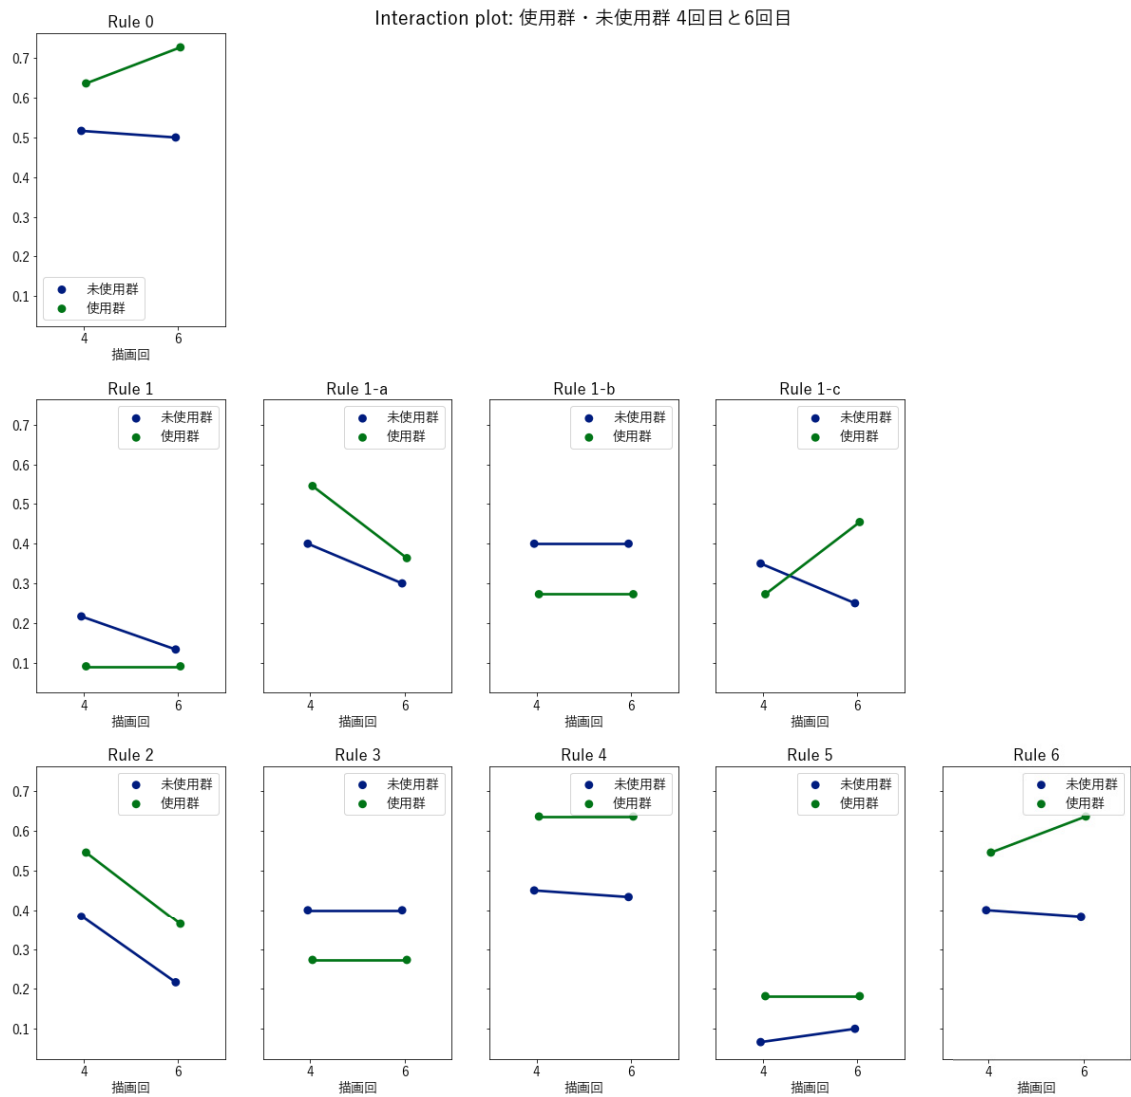 Interaction plot: 使用群・未使用群 4回目と6回目
Rule 0
0.7
0.6
0.5
0.4
0.3
0.2
0.1
未使用群
使用群
4 6
描画回
Rule 1 Rule 1-a Rule 1-b Rule 1-c
未使用群 未使用群 未使用群 未使用群
使用群 使用群 使用群 使用群
0.7
0.6
0.5
0.4
0.3
0.2
0.1
4 6 4 6 4 6 4 6
描画回 描画回 描画回 描画回
Rule 2 Rule 3 Rule 4 Rule 5 Rule 6
未使用群 未使用群 未使用群 未使用群 未使用群
使用群 使用群 使用群 使用群 使用群
0.7
0.6
0.5
0.4
0.3
0.2
0.1
4 6 4 6 4 6 4 6 4 6
描画回 描画回 描画回 描画回 描画回